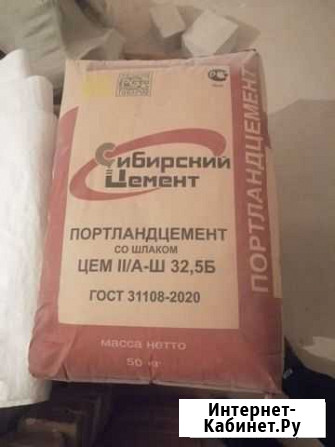 Сибирский
Цемент
ПОРТЛАНДЦЕМЕНТ
СО ШЛАКОМ
ЦЕМ II/А-Ш 32,5Б
ГОСТ 31108-2020
масса нетто
50 кг
ПОРТЛАНДЦЕМЕНТ
Интернет-
Кабинет.Ру